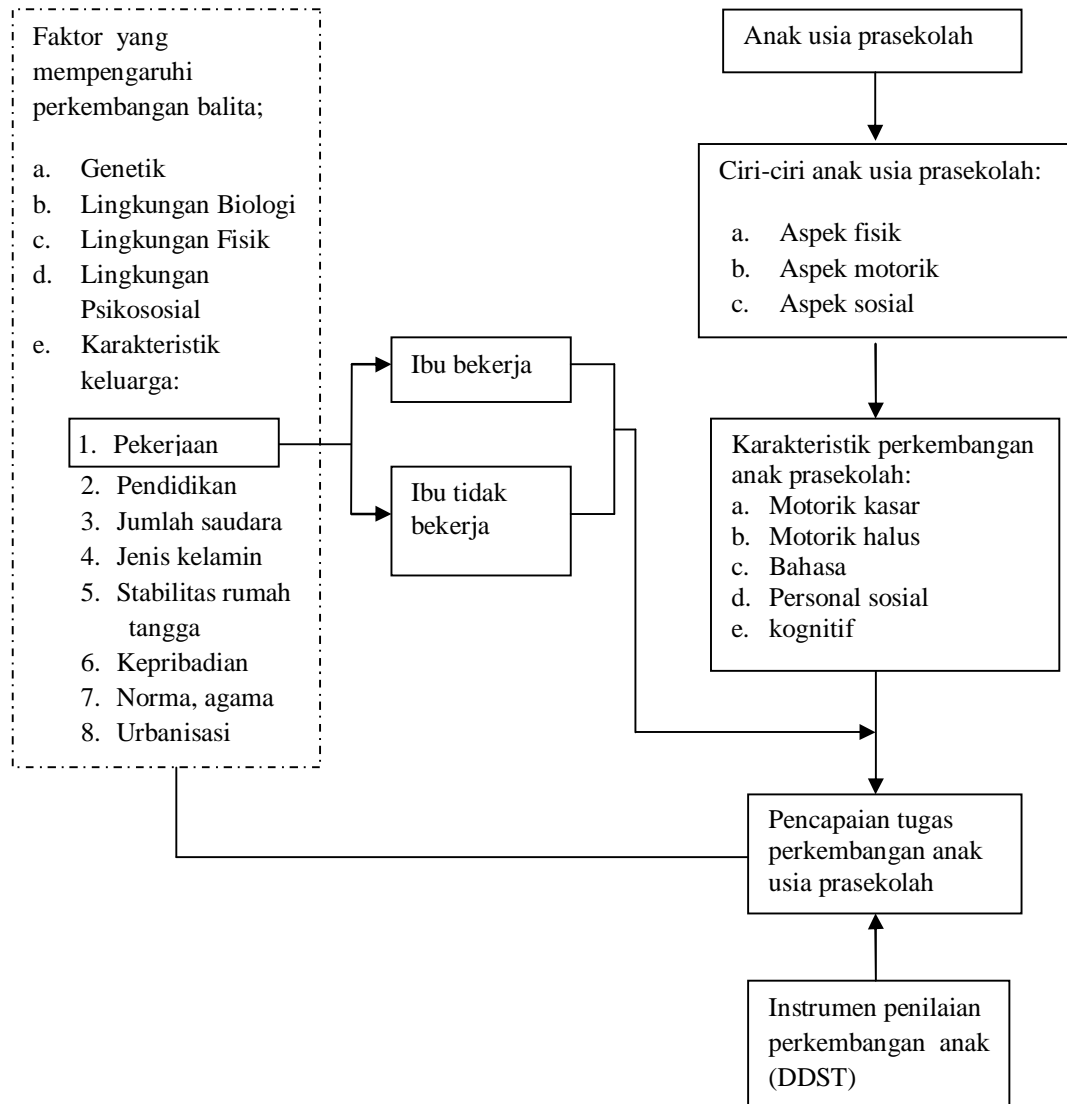 Faktor yang
mempengaruhi
perkembangan balita;
a. Genetik
b. Lingkungan Biologi
c. Lingkungan Fisik
d. Lingkungan
Psikososial
e. Karakteristik
keluarga:
1. Pekerjaan
2. Pendidikan
3. Jumlah saudara
4. Jenis kelamin
5. Stabilitas rumah
tangga
6. Kepribadian
7. Norma, agama
8. Urbanisasi
Ibu bekerja
Ibu tidak
bekerja
Anak usia prasekolah
Ciri-ciri anak usia prasekolah:
a. Aspek fisik
b. Aspek motorik
c. Aspek sosial
Karakteristik perkembangan
anak prasekolah:
a. Motorik kasar
b. Motorik halus
c. Bahasa
d. Personal sosial
e. kognitif
Pencapaian tugas
perkembangan anak
usia prasekolah
Instrumen penilaian
perkembangan anak
(DDST)